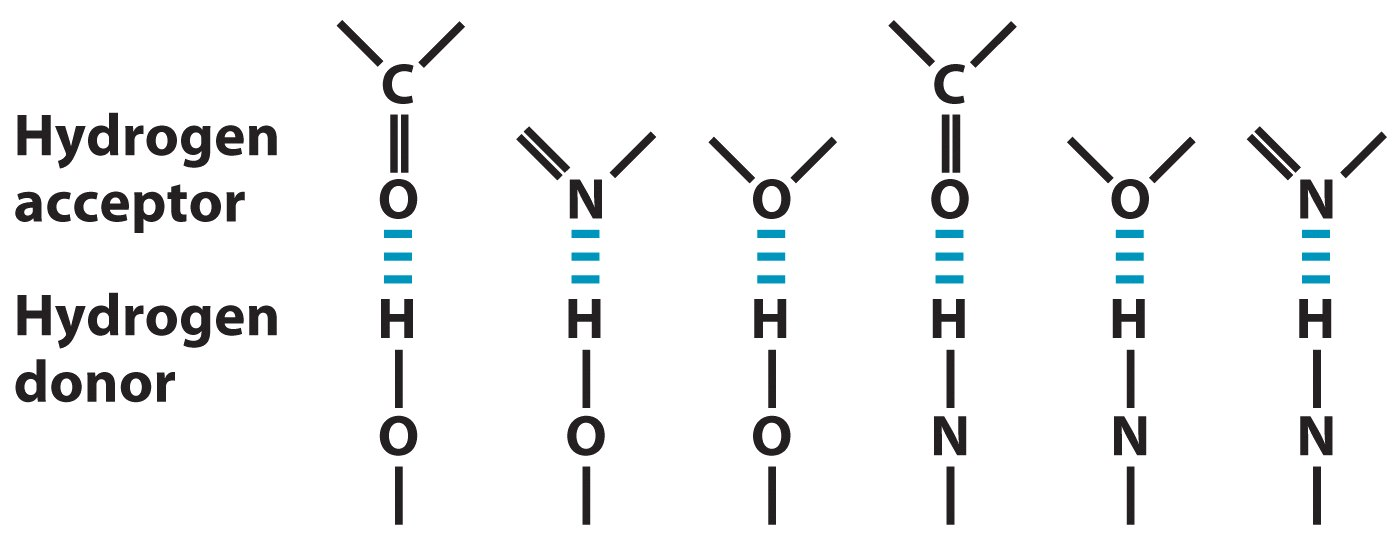 C C
Hydrogen
acceptor
O N O O O N
Hydrogen
donor
H H H H H H
O O O N N N